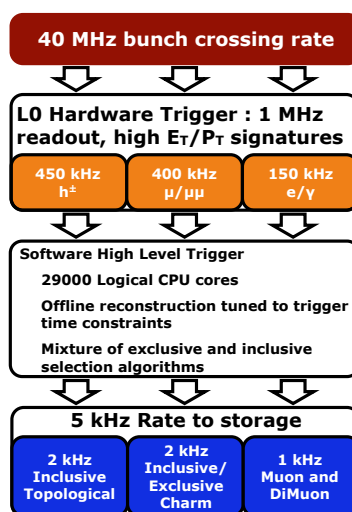 40 MHz bunch crossing rate
L0 Hardware Trigger : 1 MHz
readout, high ET/PT signatures
450 kHz
h±
400 kHz
μ/μμ
150 kHz
e/γ
Software High Level Trigger
29000 Logical CPU cores
Offline reconstruction tuned to trigger
time constraints
Mixture of exclusive and inclusive
selection algorithms
5 kHz Rate to storage
2 kHz
Inclusive
Topological
2 kHz
Inclusive/
Exclusive
Charm
1 kHz
Muon and
DiMuon